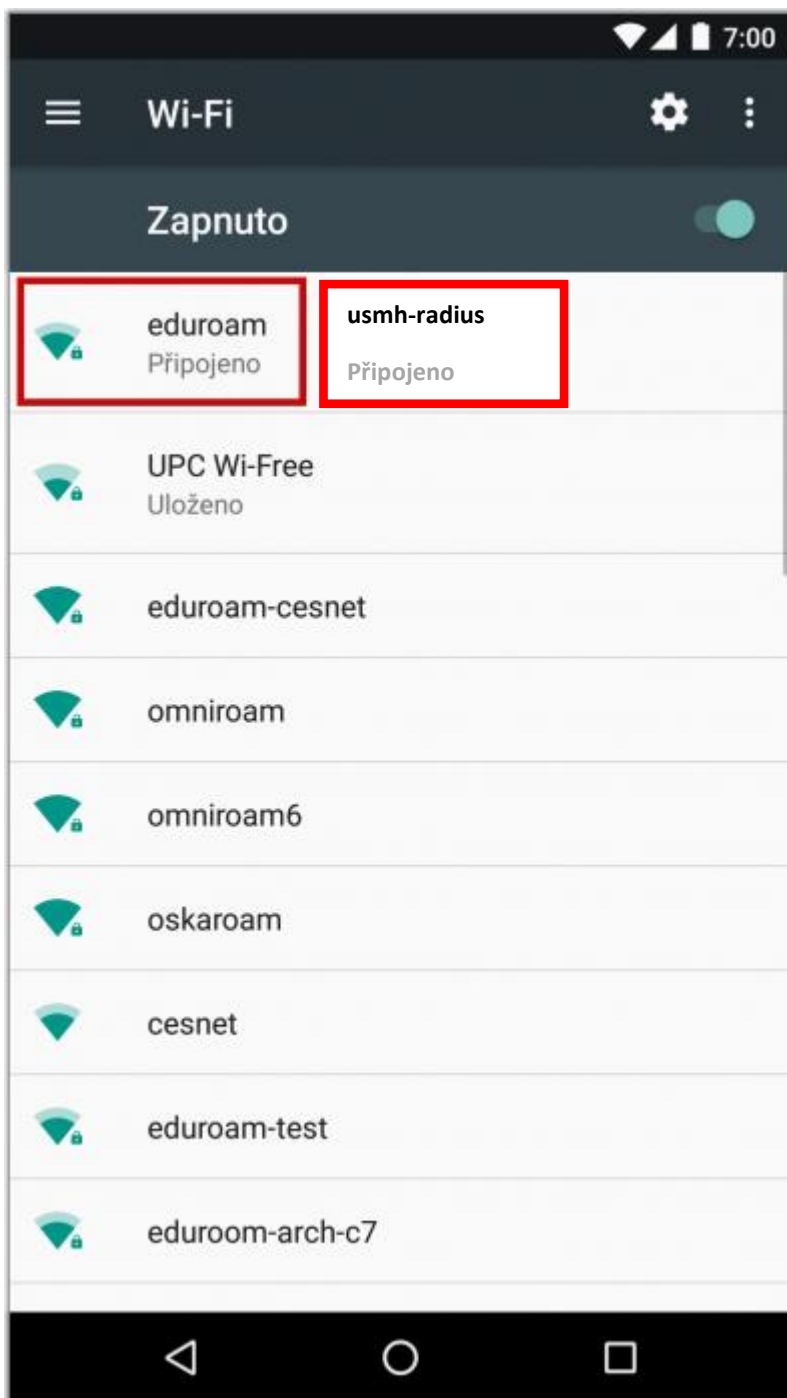 7:00
Wi-Fi
Zapnuto
eduroam
Připojeno
usmh-radius
Připojeno
UPC Wi-Free
Uloženo
eduroam-cesnet
omniroam
omniroam6
oskaroam
cesnet
eduroam-test
eduroom-arch-c7